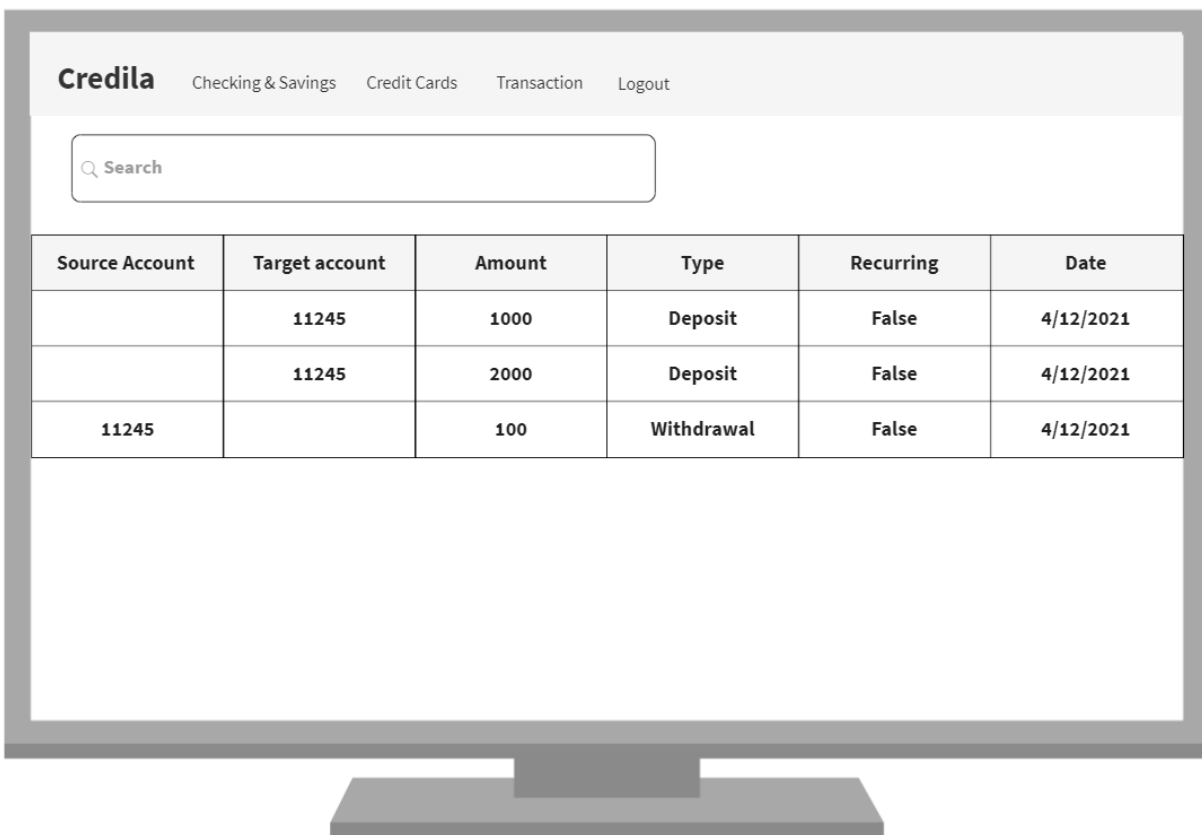 Credila Checking & Savings Credit Cards Transaction Logout
Search
Source Account Target account Amount Type Recurring Date
11245 1000 Deposit False 4/12/2021
11245 2000 Deposit False 4/12/2021
11245 100 Withdrawal False 4/12/2021